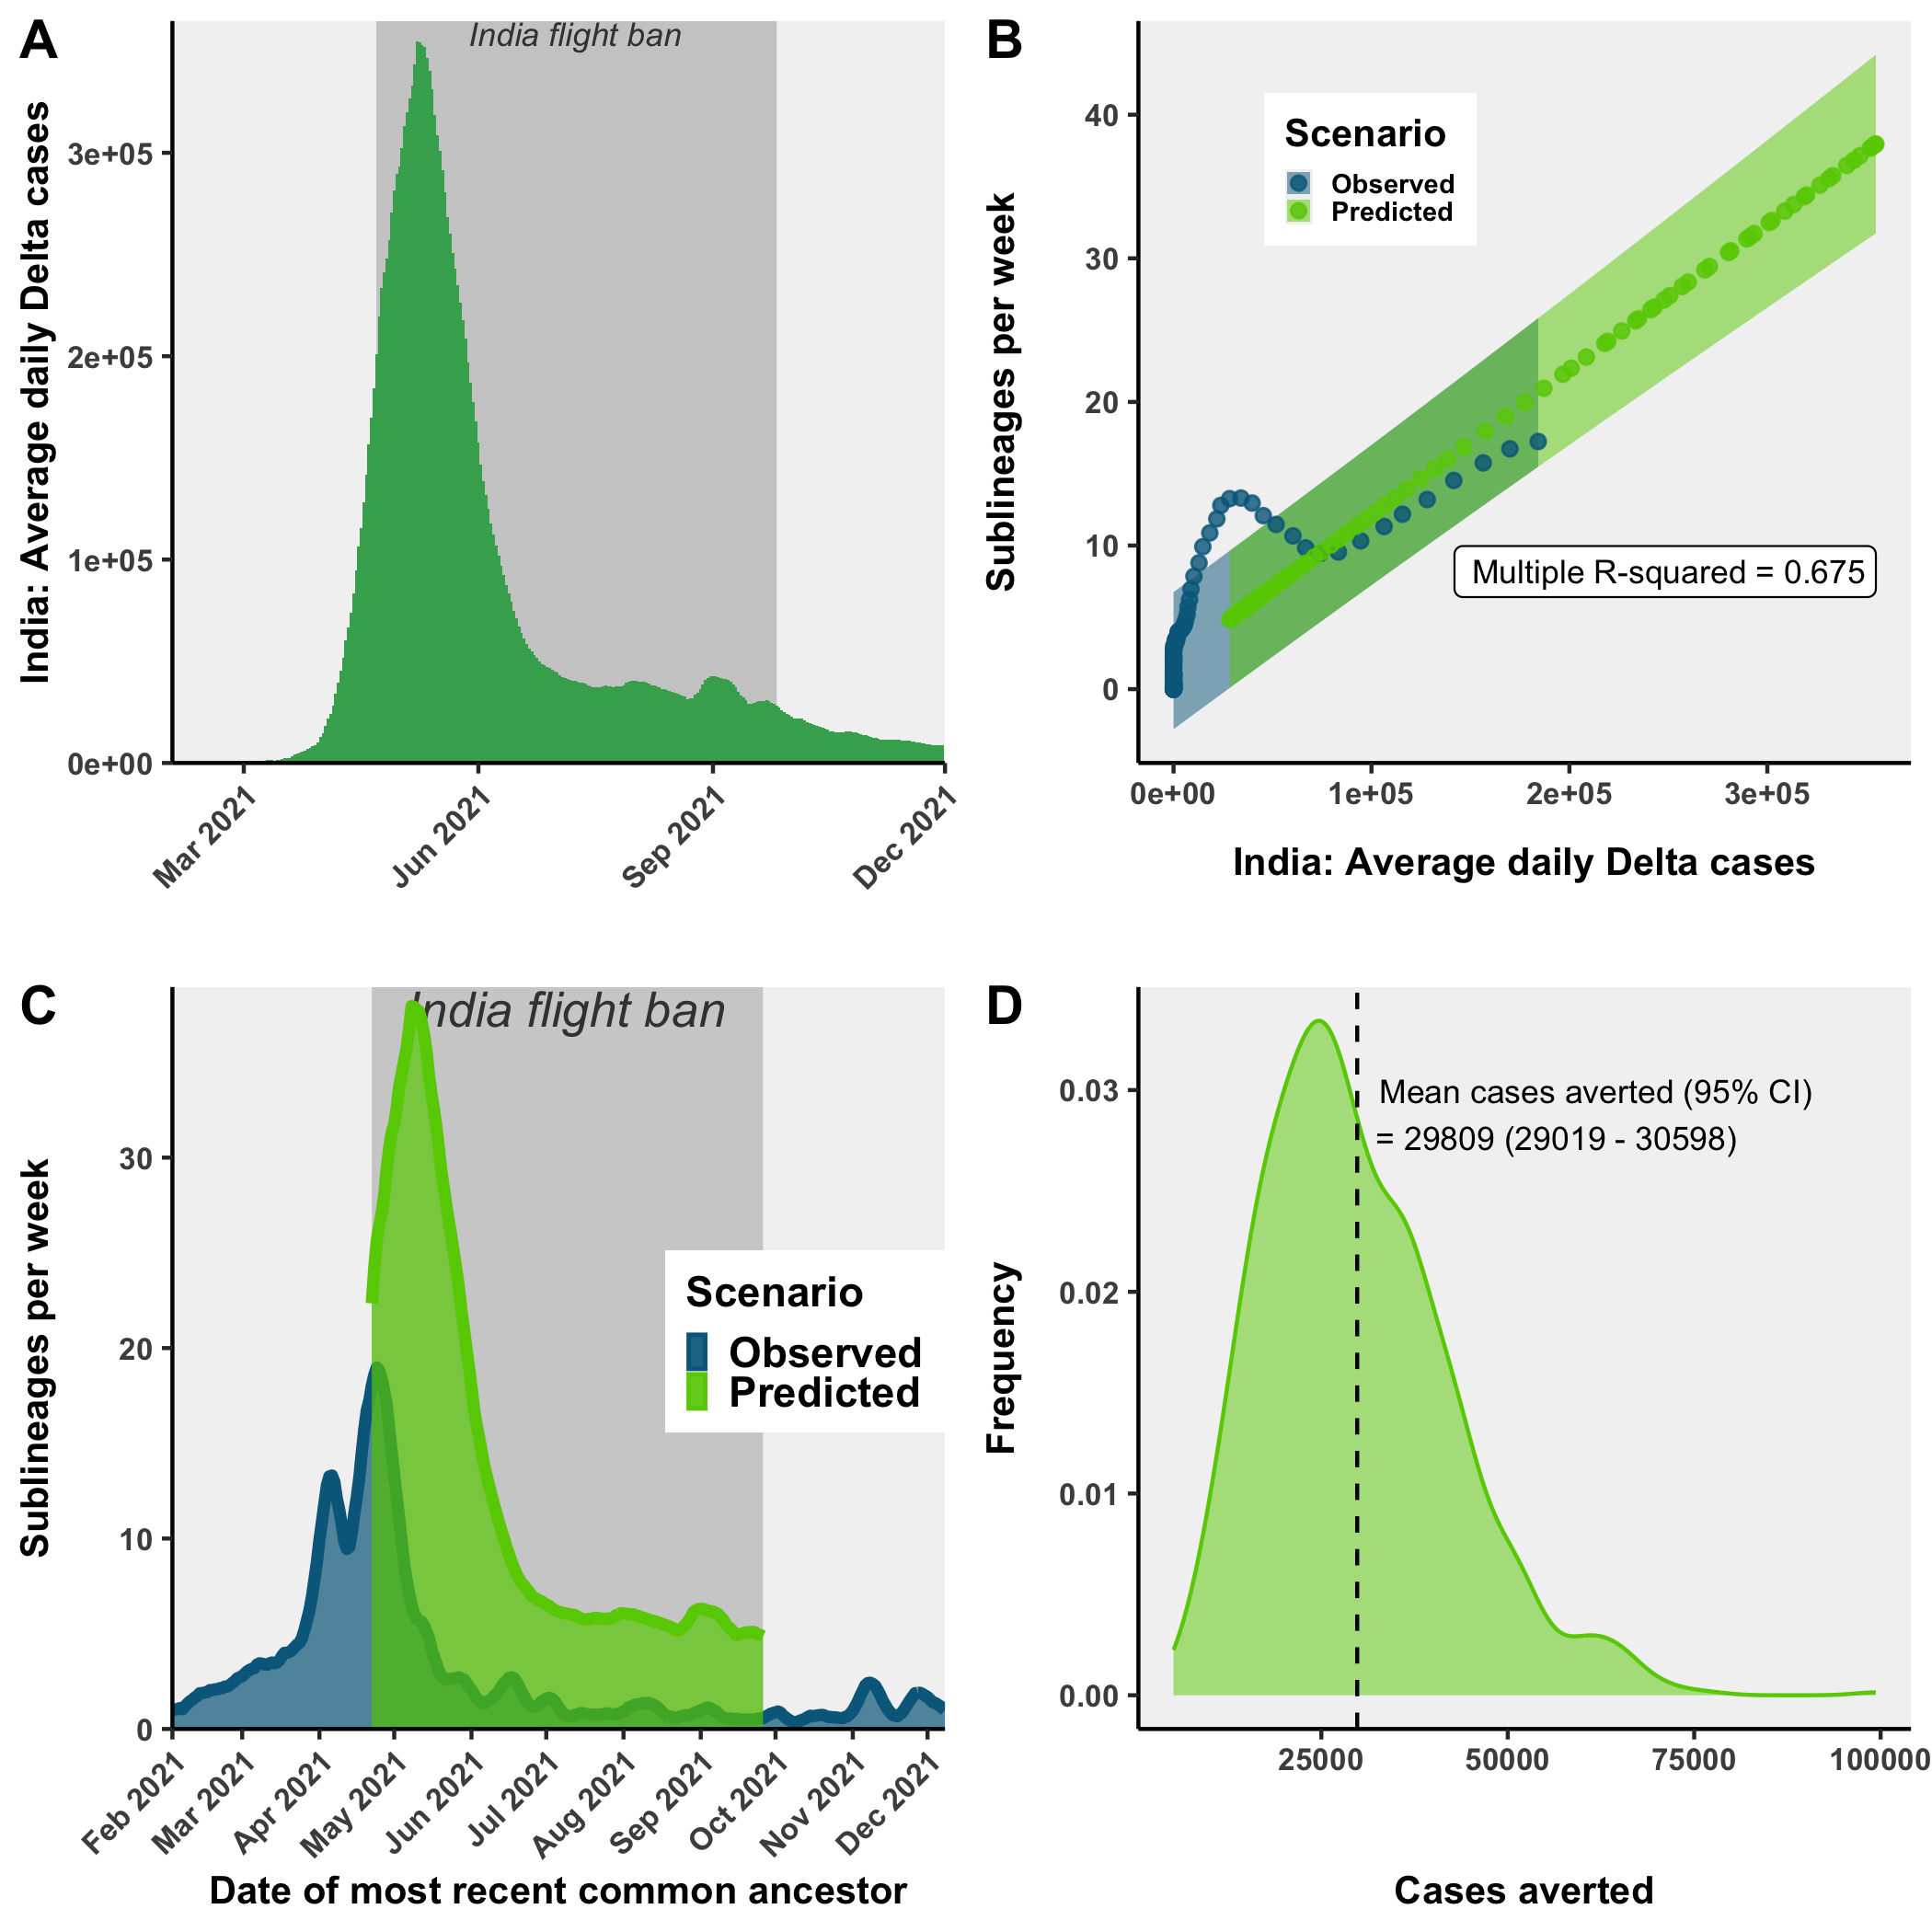 A
India flight ban
India: Average daily Delta cases
3e+05
2e+05
1e+05
0e+00
Mar 2021
Jun 2021
Sep 2021
Dec 2021
B
Sublineages per week
40
30
20
10
0
Scenario
Observed
Predicted
Multiple R-squared = 0.675
0e+00
1e+05
2e+05
3e+05
India: Average daily Delta cases
C
India flight ban
Sublineages per week
30
20
10
0
Scenario
Observed
Predicted
Feb 2021
Mar 2021
Apr 2021
May 2021
Jun 2021
Jul 2021
Aug 2021
Sep 2021
Oct 2021
Nov 2021
Dec 2021
Date of most recent common ancestor
D
Frequency
0.03
0.02
0.01
0.00
Mean cases averted (95% CI)
= 29809 (29019 - 30598)
25000
50000
75000
100000
Cases averted